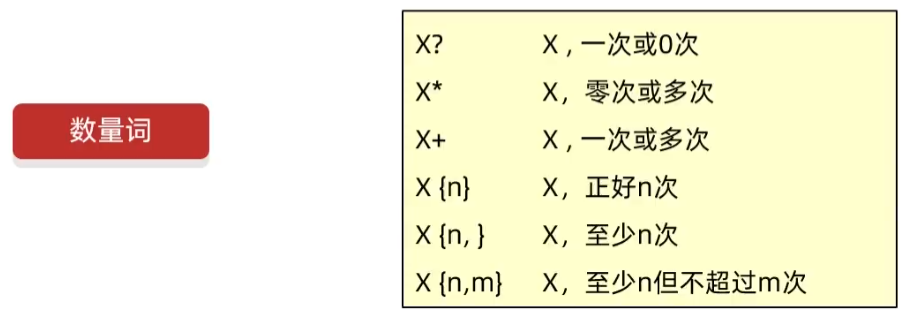 数量词
X? X , 一次或0次
X* X，零次或多次
X+ X , 一次或多次
X {n} X，正好n次
X {n, } X，至少n次
X {n,m} X，至少n但不超过m次